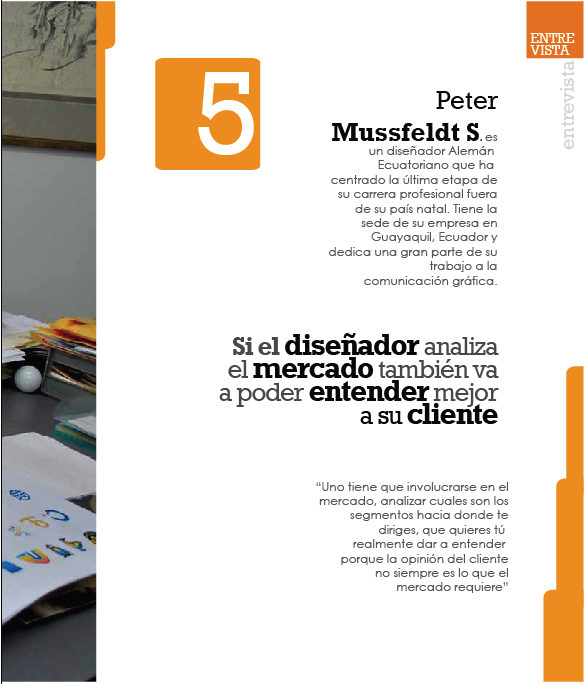 ENTRE
VISTA
entrevista
5
Peter
Mussfeldt S. es
un diseñador Alemán
Ecuatoriano que ha
centrado la última etapa de
su carrera profesional fuera
de su país natal. Tiene la
sede de su empresa en
Guayaquil, Ecuador y
dedica una gran parte de su
trabajo a la
comunicación gráfica.
Si el diseñador analiza
el mercado también va
a poder entender mejor
a su cliente
“Uno tiene que involucrarse en el
mercado, analizar cuales son los
segmentos hacia donde te
diriges, que quieres tú
realmente dar a entender
porque la opinión del cliente
no siempre es lo que el
mercado requiere”